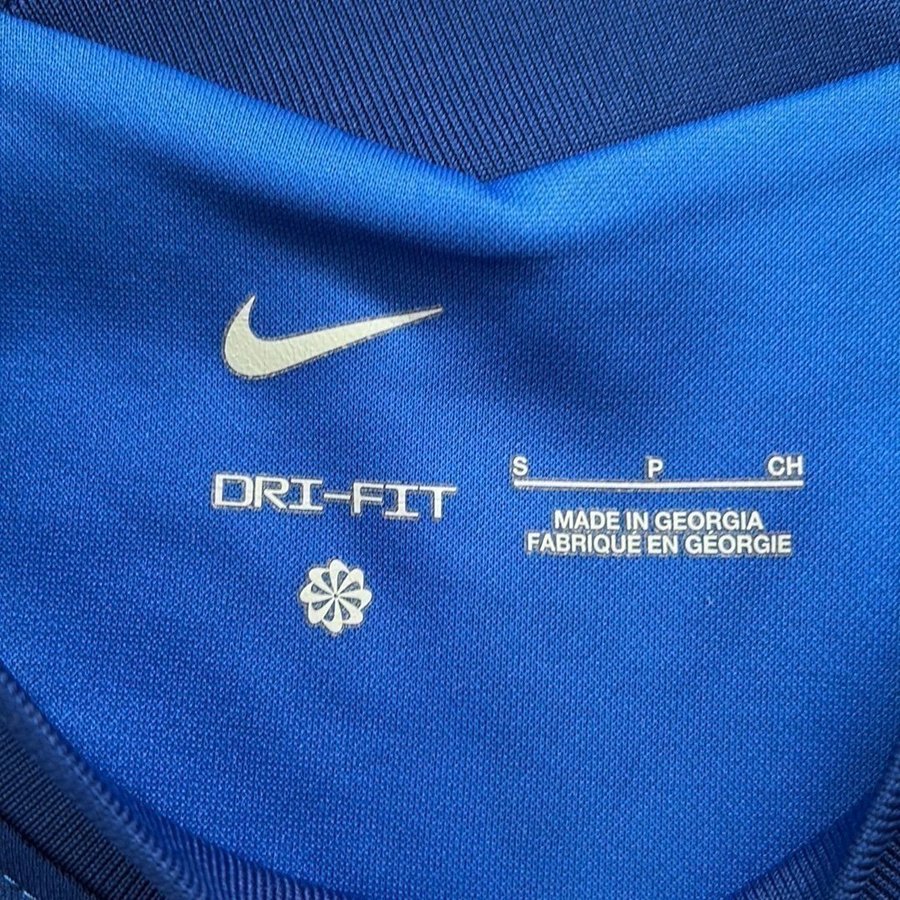 DRI-FIT
S P CH
MADE IN GEORGIA
FABRIQUÉ EN GÉORGIE